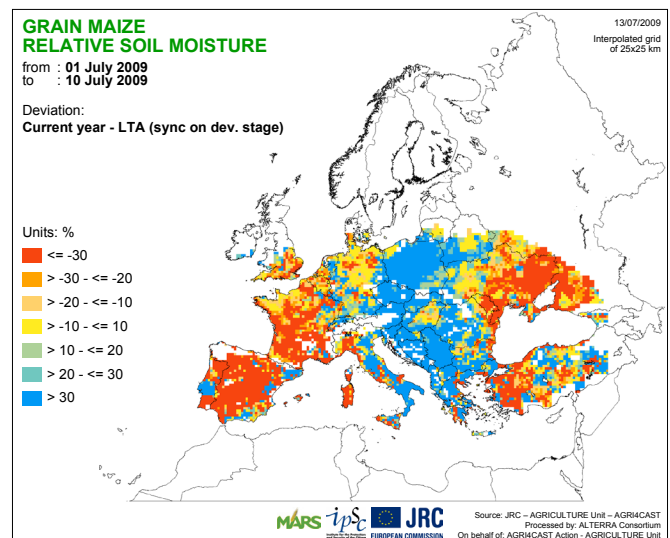 GRAIN MAIZE
RELATIVE SOIL MOISTURE
from : 01 July 2009
to : 10 July 2009
Deviation:
Current year - LTA (sync on dev. stage)
13/07/2009
Interpolated grid
of 25x25 km
Units: %
<= -30
> -30 - <= -20
> -20 - <= -10
> -10 - <= 10
> 10 - <= 20
> 20 - <= 30
> 30
MARS
ipsc
JRC
EUROPEAN COMMISSION
Source: JRC – AGRICULTURE Unit – AGRI4CAST
Processed by: ALTERRA Consortium
On behalf of: AGRI4CAST Action - AGRICULTURE Unit